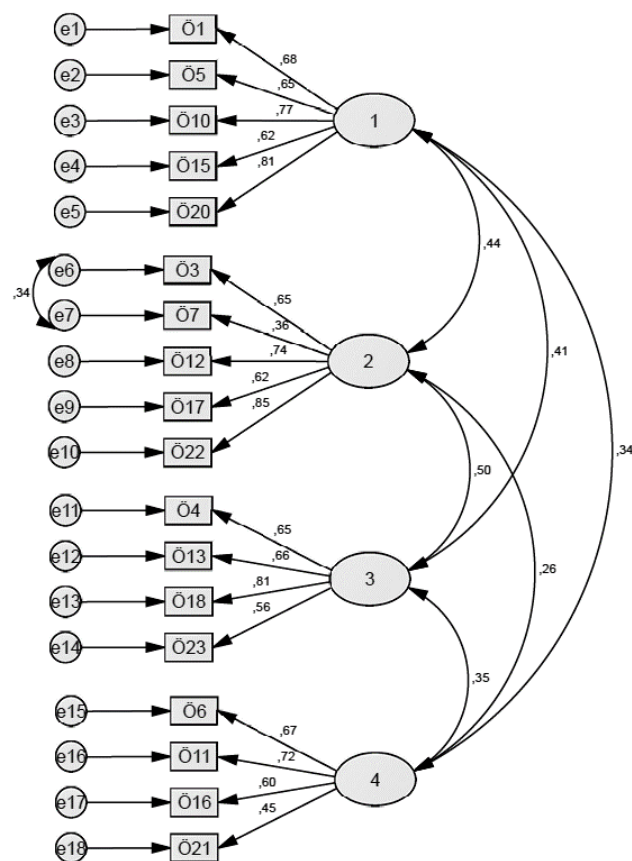 e1 Ö1 ,68
e2 Ö5 ,65
e3 Ö10 ,77 1
e4 Ö15 ,62
e5 Ö20 ,81
,44
e6 Ö3 ,65
,34
e7 Ö7 ,36
e8 Ö12 ,74 2 ,41
e9 Ö17 ,62
e10 Ö22 ,85
,34
,50
e11 Ö4 ,65
e12 Ö13 ,66
,26
e13 Ö18 ,81 3
e14 Ö23 ,56
,35
e15 Ö6 ,67
e16 Ö11 ,72
e17 Ö16 ,60 4
e18 Ö21 ,45